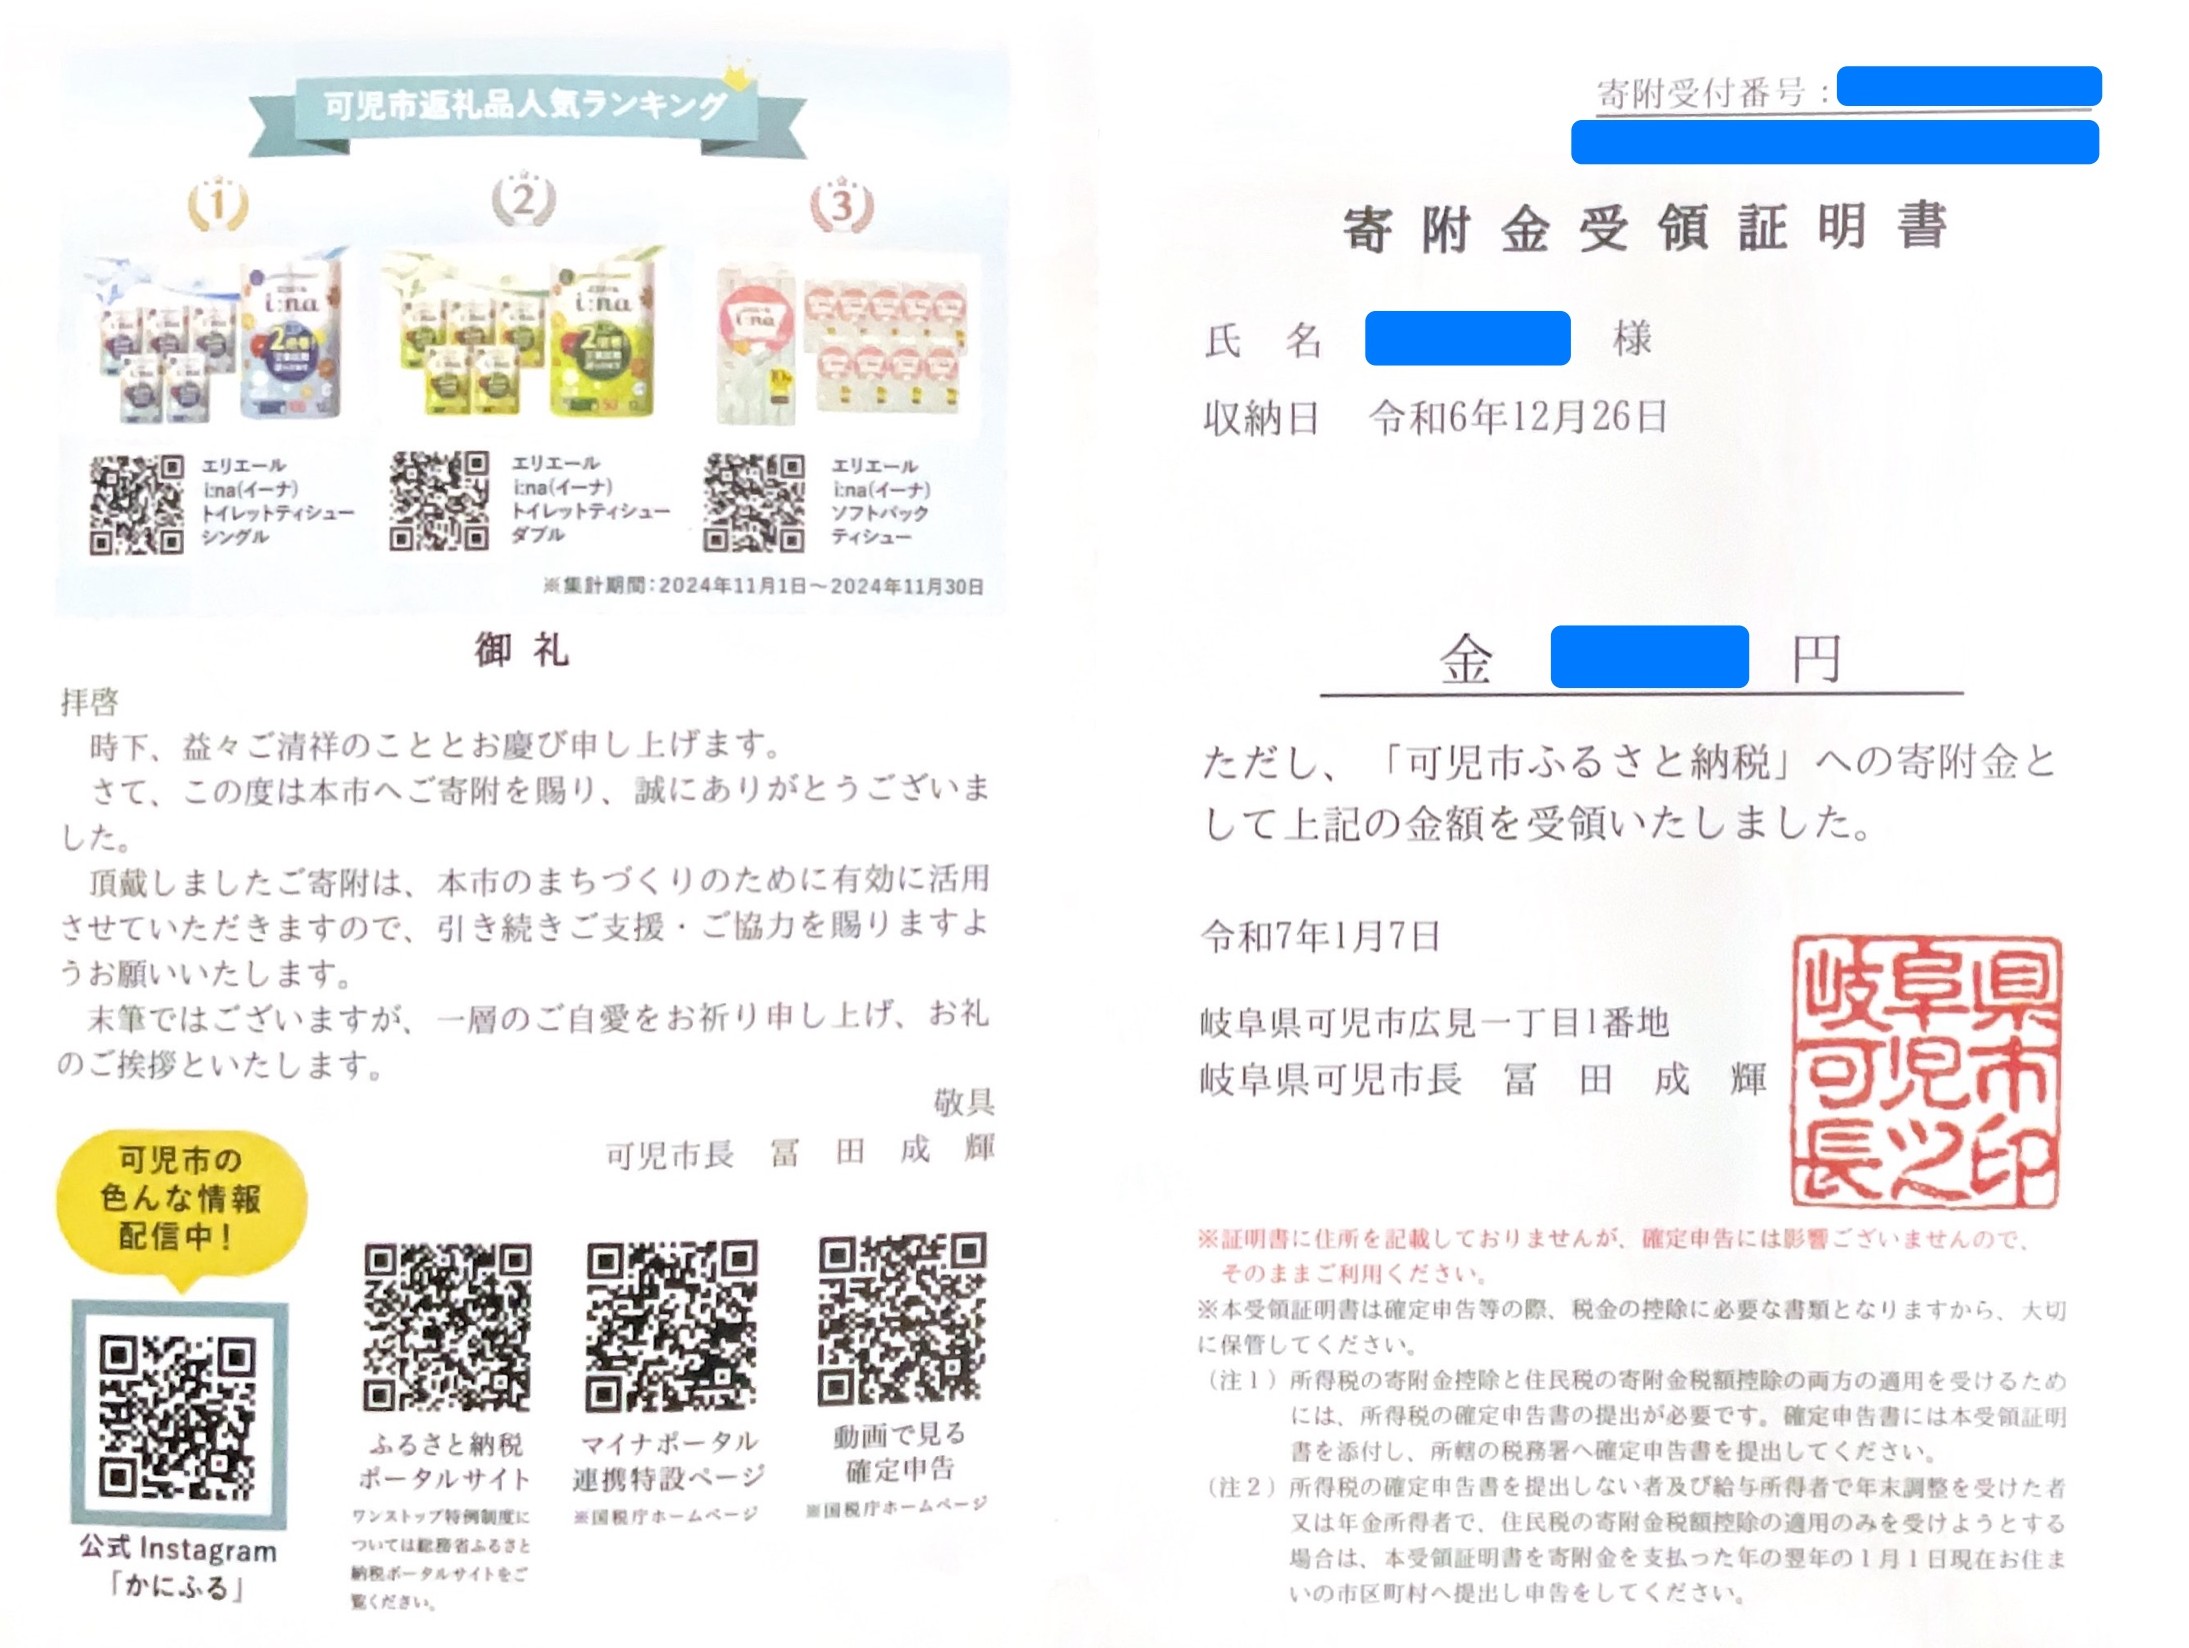 可児市返礼品人気ランキング
1
2
3
i:na
2倍巻
i:na
2倍巻
i:na
エリエール
i:na(イーナ)
トイレットティシュー
シングル
エリエール
i:na(イーナ)
トイレットティシュー
ダブル
エリエール
i:na(イーナ)
ソフトパック
ティシュー
※集計期間：2024年11月1日～2024年11月30日
御礼
拝啓
時下、益々ご清祥のこととお慶び申し上げます。
さて、この度は本市へご寄附を賜り、誠にありがとうございま
した。
頂戴しましたご寄附は、本市のまちづくりのために有効に活用
させていただきますので、引き続きご支援・ご協力を賜りますよ
うお願いいたします。
末筆ではございますが、一層のご自愛をお祈り申し上げ、お礼
のご挨拶といたします。
敬具
可児市長 冨田成輝
可児市の
色んな情報
配信中！
公式 Instagram
「かにふる」
ふるさと納税
ポータルサイト
ワンストップ特例制度に
ついては総務省ふるさと
納税ポータルサイトをご
覧ください。
マイナポータル
連携特設ページ
※国税庁ホームページ
動画で見る
確定申告
※国税庁ホームページ
寄附受付番号：
寄附金受領証明書
氏名 様
収納日 令和6年12月26日
金 円
ただし、「可児市ふるさと納税」への寄附金と
して上記の金額を受領いたしました。
令和7年1月7日
岐阜県可児市広見一丁目1番地
岐阜県可児市長 冨田成輝
岐阜県
可児市
長之印
※証明書に住所を記載しておりませんが、確定申告には影響ございませんので、
そのままご利用ください。
※本受領証明書は確定申告等の際、税金の控除に必要な書類となりますから、大切
に保管してください。
（注１）所得税の寄附金控除と住民税の寄附金税額控除の両方の適用を受けるため
には、所得税の確定申告書の提出が必要です。確定申告書には本受領証明
書を添付し、所轄の税務署へ確定申告書を提出してください。
（注２）所得税の確定申告書を提出しない者及び給与所得者で年末調整を受けた者
又は年金所得者で、住民税の寄附金税額控除の適用のみを受けようとする
場合は、本受領証明書を寄附金を支払った年の翌年の１月１日現在お住ま
いの市区町村へ提出し申告をしてください。